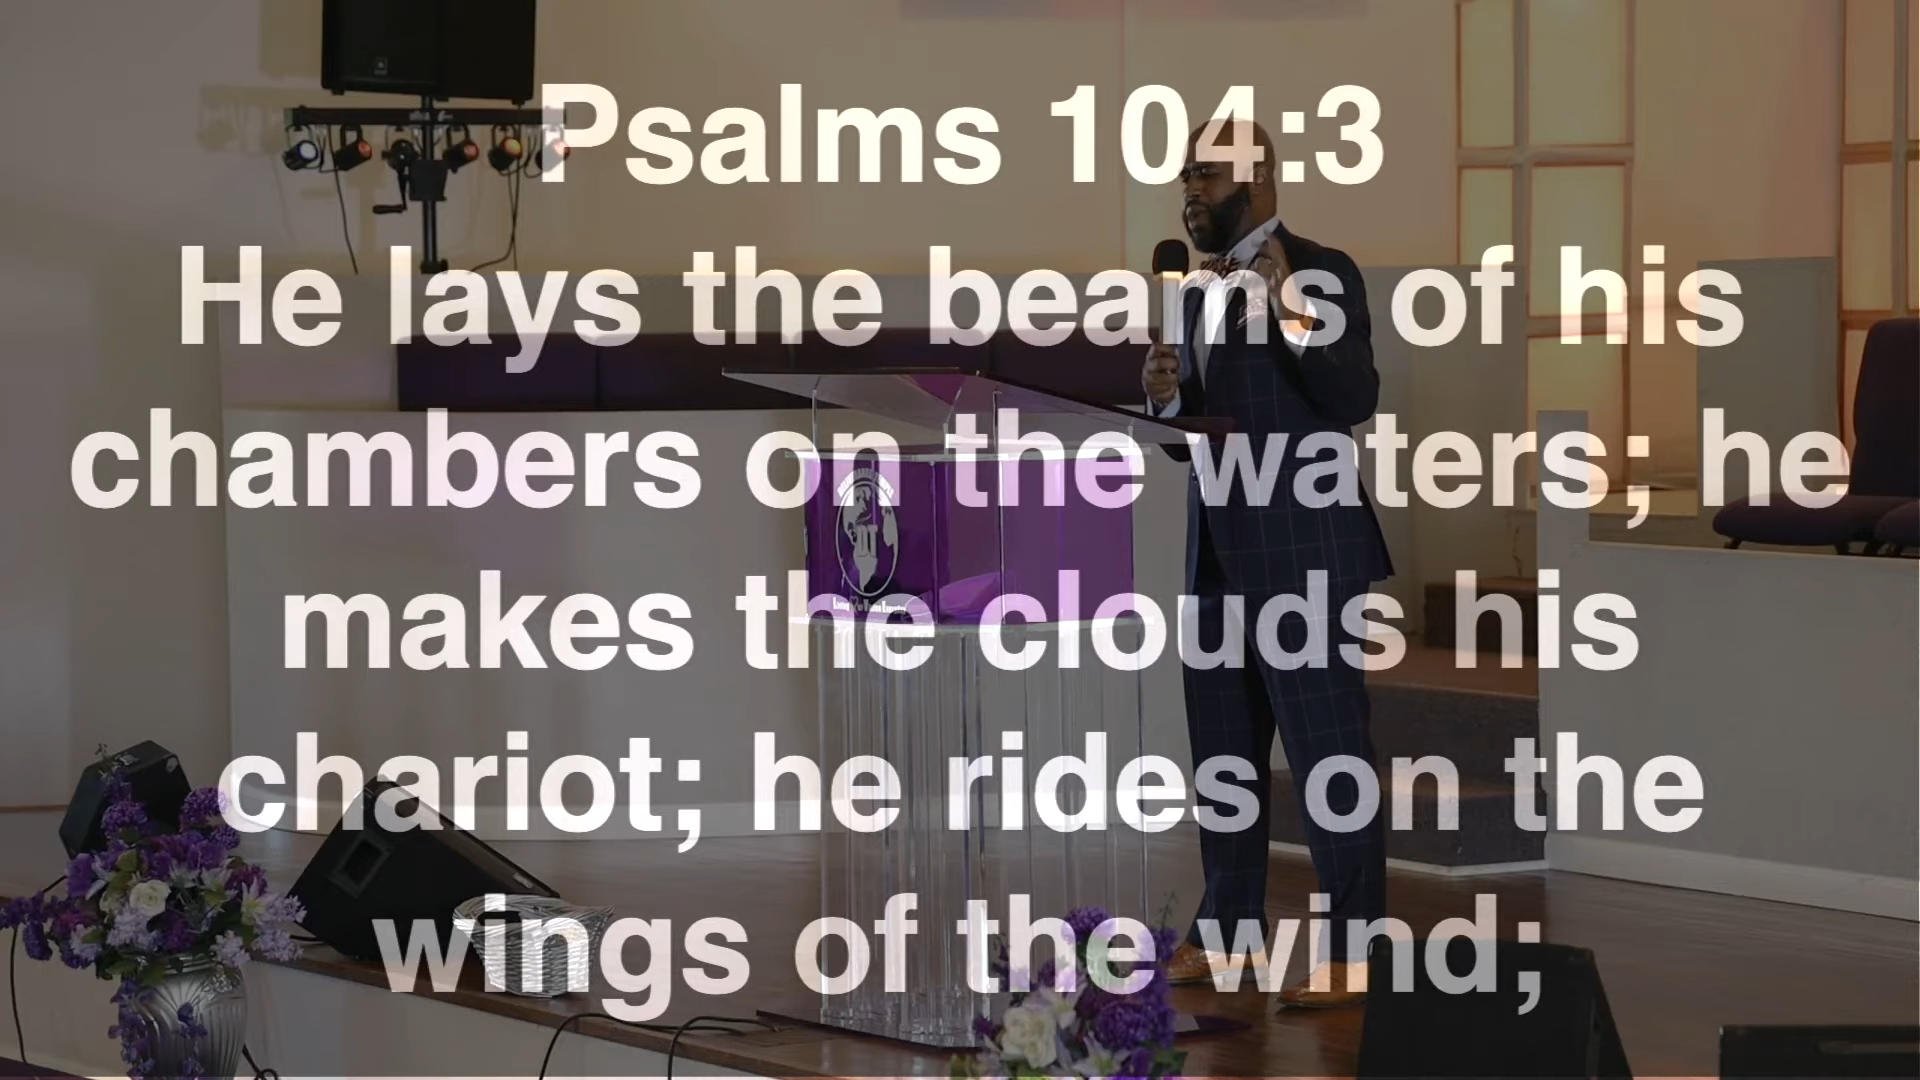 Psalms 104:3
He lays the beams of his
chambers on the waters; he
makes the clouds his
chariot; he rides on the
wings of the wind;